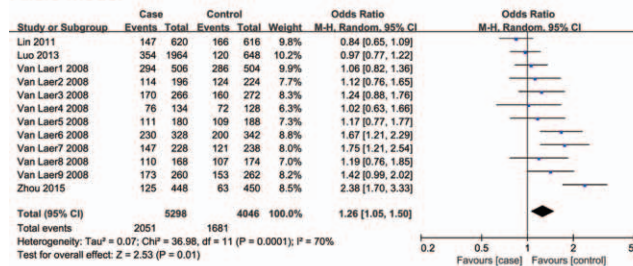 Case Control Odds Ratio Odds Ratio
Study or Subgroup Events Total Events Total Weight M-H, Random, 95% CI M-H, Random, 95% CI
Lin 2011 147 620 166 616 9.8% 0.84 [0.65, 1.09]
Luo 2013 354 1964 120 648 10.2% 0.97 [0.77, 1.22]
Van Laer1 2008 294 506 286 504 10.0% 1.06 [0.82, 1.36]
Van Laer2 2008 114 196 124 224 7.2% 1.12 [0.76, 1.65]
Van Laer3 2008 170 266 160 272 8.0% 1.24 [0.88, 1.76]
Van Laer4 2008 76 134 72 128 5.6% 1.02 [0.63, 1.66]
Van Laer5 2008 111 180 109 188 6.7% 1.17 [0.77, 1.77]
Van Laer6 2008 230 328 200 342 8.4% 1.67 [1.21, 2.29]
Van Laer7 2008 147 228 121 238 7.5% 1.75 [1.21, 2.54]
Van Laer8 2008 110 168 107 174 6.3% 1.19 [0.76, 1.85]
Van Laer9 2008 173 260 153 262 7.8% 1.42 [0.99, 2.02]
Zhou 2015 125 448 63 450 8.3% 2.38 [1.70, 3.33]
Total (95% CI) 5298 4046 100.0% 1.26 [1.05, 1.50]
Total events 2051 1681
Heterogeneity: Tau² = 0.07; Chi² = 36.98, df = 11 (P = 0.0001); I² = 70%
Test for overall effect: Z = 2.53 (P = 0.01)
0.2 0.5 1 2 5
Favours [case] Favours [control]